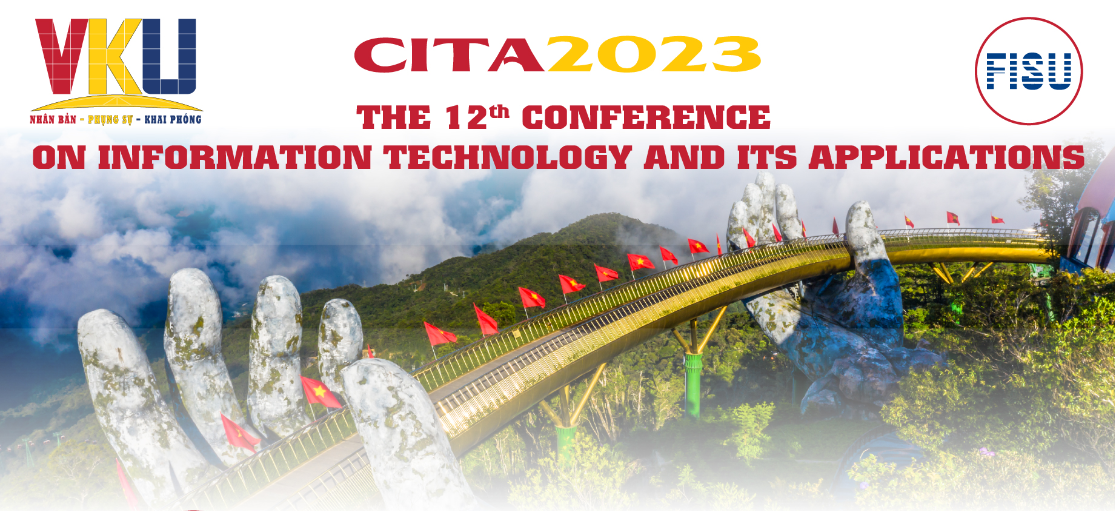 VKU
NHÂN BẢN - PHỤNG SỰ - KHAI PHÓNG
CITA2023
FISU
THE 12th CONFERENCE
ON INFORMATION TECHNOLOGY AND ITS APPLICATIONS